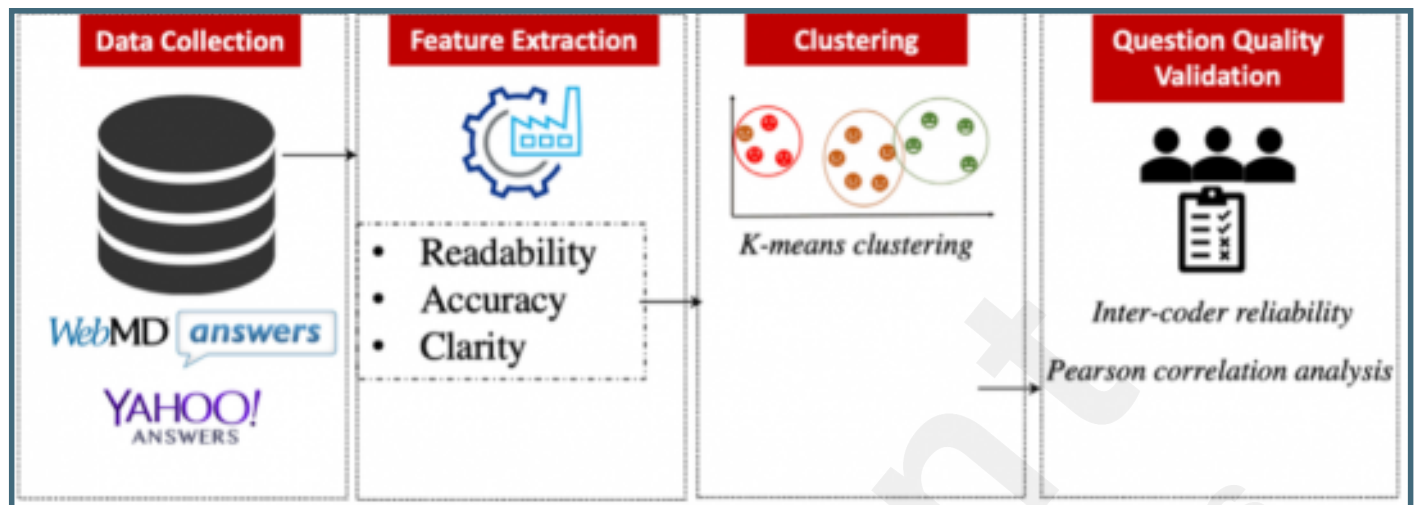 Data Collection
WebMD answers
YAHOO!
ANSWERS
Feature Extraction
• Readability
• Accuracy
• Clarity
Clustering
K-means clustering
Question Quality
Validation
Inter-coder reliability
Pearson correlation analysis